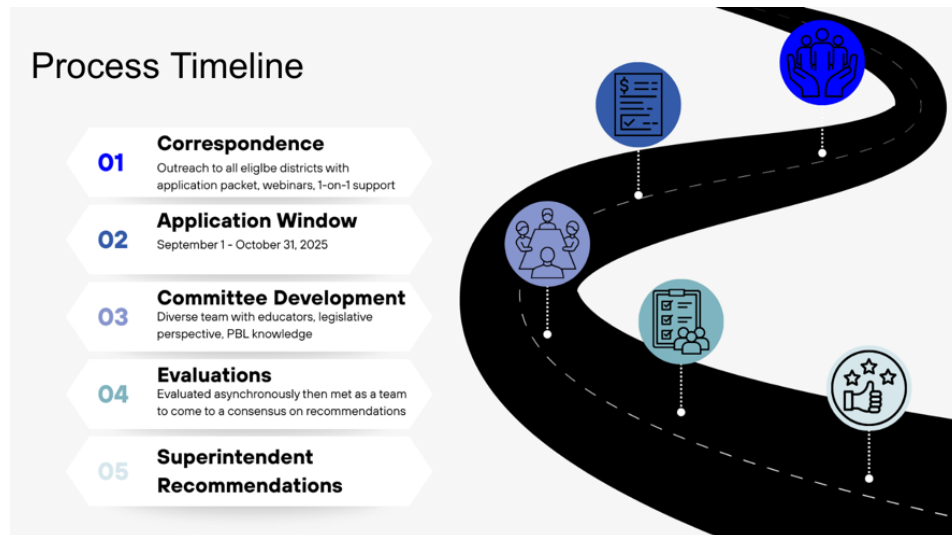 Process Timeline
01
Correspondence
Outreach to all eliglbe districts with
application packet, webinars, 1-on-1 support
02
Application Window
September 1 - October 31, 2025
03
Committee Development
Diverse team with educators, legislative
perspective, PBL knowledge
04
Evaluations
Evaluated asynchronously then met as a team
to come to a consensus on recommendations
05
Superintendent
Recommendations
$